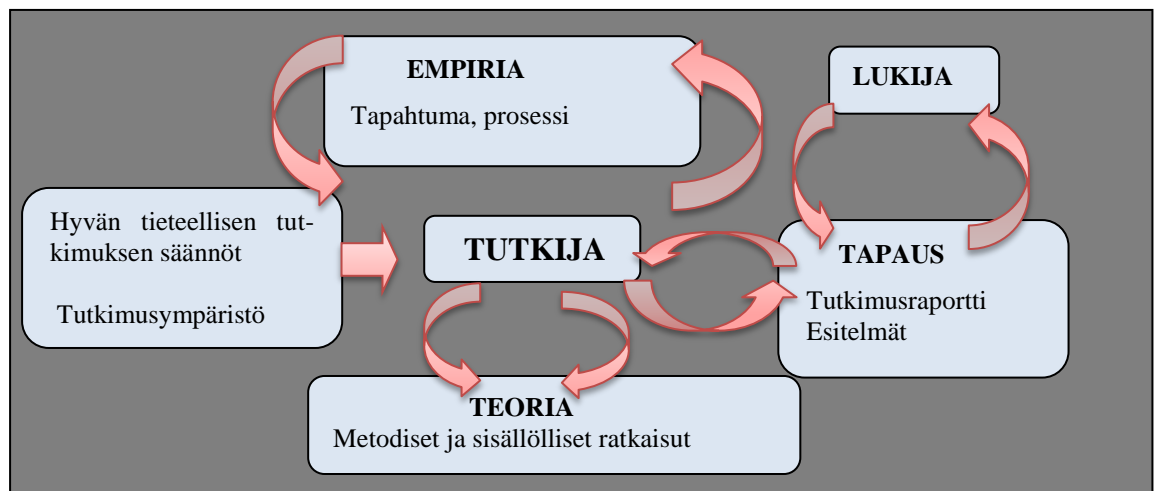 EMPIRIA
Tapahtuma, prosessi
LUKIJA
Hyvän tieteellisen tut-
kimuksen säännöt
Tutkimusympäristö
TUTKIJA
TAPAUS
Tutkimusraportti
Esitelmät
TEORIA
Metodiset ja sisällölliset ratkaisut